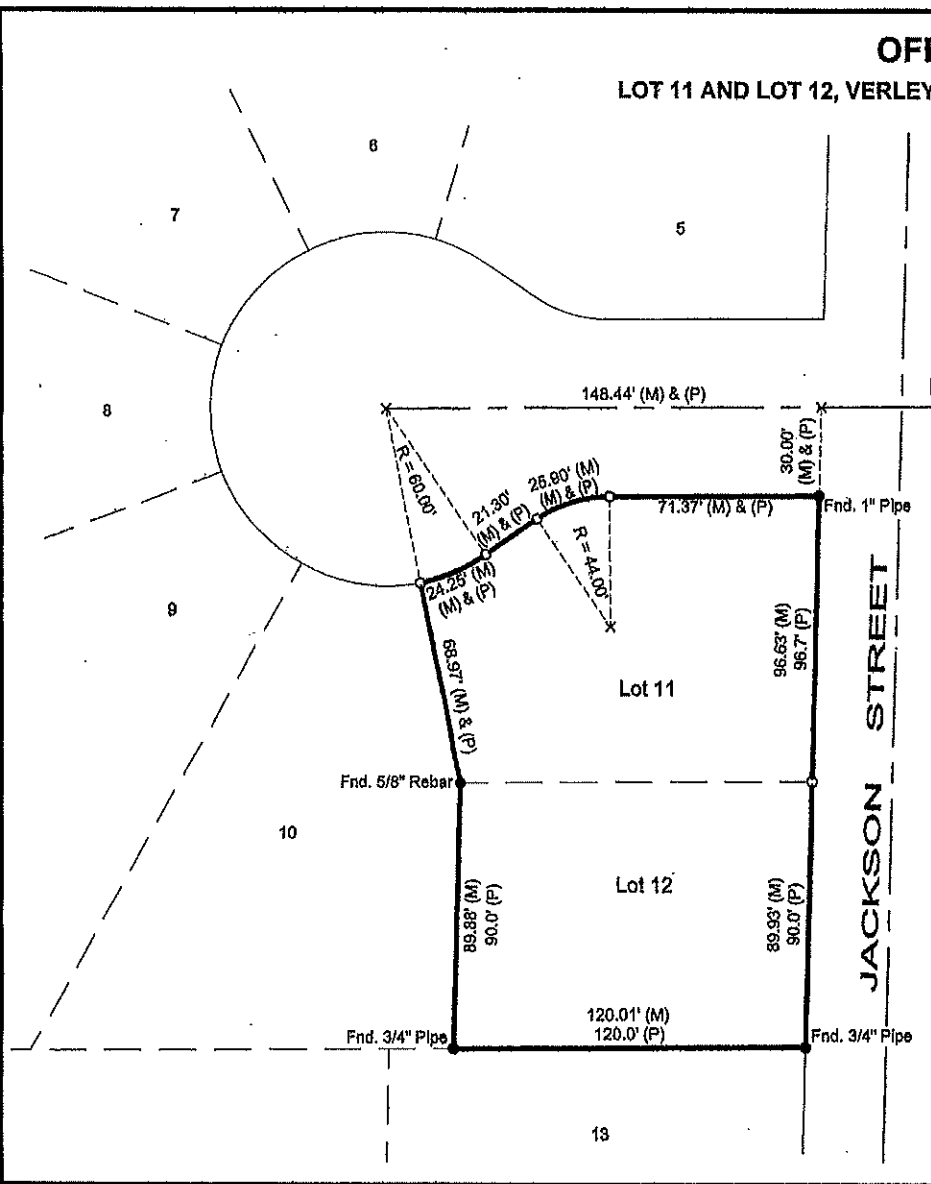 OFF
LOT 11 AND LOT 12, VERLEY
6
7
5
8
148.44' (M) & (P)
30.00'
(M) & (P)
R = 60.00'
25.90' (M)
(M) & (P)
21.30'
(M) & (P)
71.37' (M) & (P)
Fnd. 1" Pipe
24.25' (M)
(M) & (P)
R = 44.00'
9
68.97' (M) & (P)
96.63' (M)
96.7' (P)
Lot 11
JACKSON STREET
Fnd. 5/8" Rebar
10
Lot 12
89.88' (M)
90.0' (P)
89.93' (M)
90.0' (P)
120.01' (M)
120.0' (P)
Fnd. 3/4" Pipe
Fnd. 3/4" Pipe
13